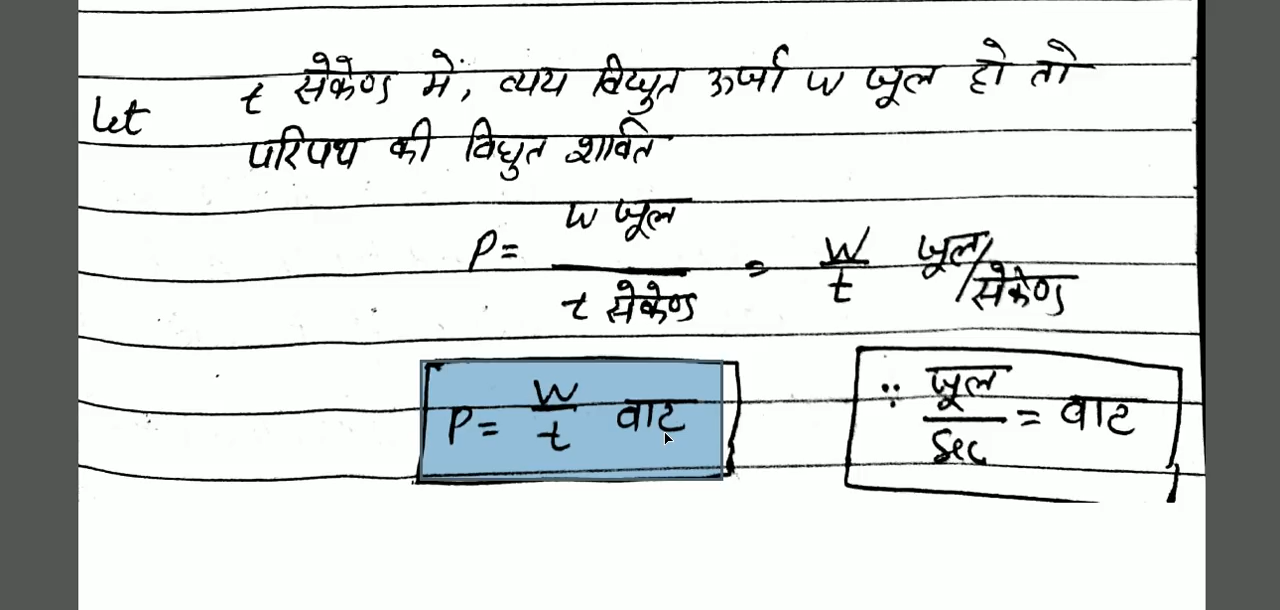 Let t सेकेण्ड में, व्यय विद्युत ऊर्जा W जूल हो तो
परिपथ की विद्युत शक्ति
P = W जूल / t सेकेण्ड = W/t जूल/सेकेण्ड
P = W/t वाट ∵ जूल/Sec = वाट